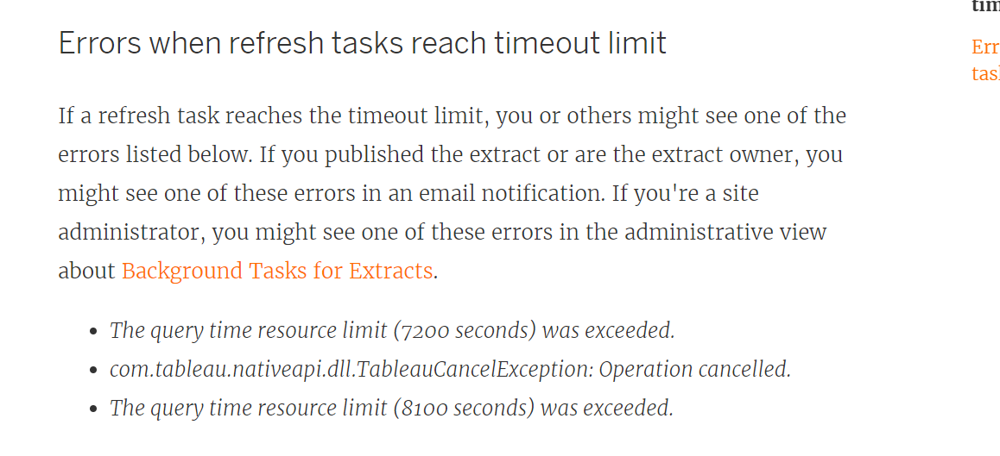 tim
Errors when refresh tasks reach timeout limit
Err
tas
If a refresh task reaches the timeout limit, you or others might see one of the
errors listed below. If you published the extract or are the extract owner, you
might see one of these errors in an email notification. If you're a site
administrator, you might see one of these errors in the administrative view
about Background Tasks for Extracts.
• The query time resource limit (7200 seconds) was exceeded.
• com.tableau.nativeapi.dll.TableauCancelException: Operation cancelled.
• The query time resource limit (8100 seconds) was exceeded.